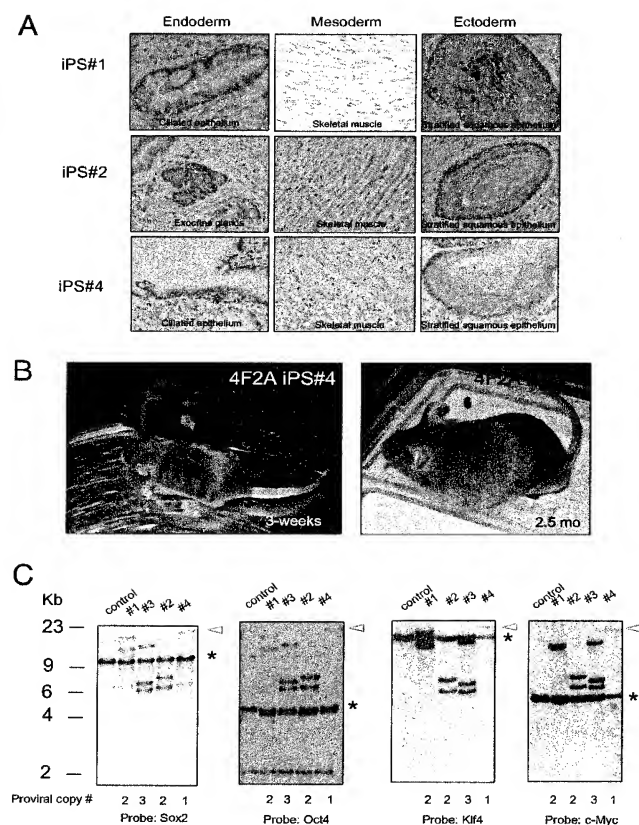 A
Endoderm Mesoderm Ectoderm
iPS#1
Ciliated epithelium Skeletal muscle Stratified squamous epithelium
iPS#2
Exocrine glands Skeletal muscle Stratified squamous epithelium
iPS#4
Ciliated epithelium Skeletal muscle Stratified squamous epithelium
B
4F2A iPS#4
3-weeks 2.5 mo
C
Kb control #1 #3 #2 #4 control #1 #3 #2 #4 control #1 #2 #3 #4 control #1 #2 #3 #4
23
9
6
4
2
* * * *
Proviral copy # 2 3 2 1 2 3 2 1 2 2 3 1 2 2 3 1
Probe: Sox2 Probe: Oct4 Probe: Klf4 Probe: c-Myc